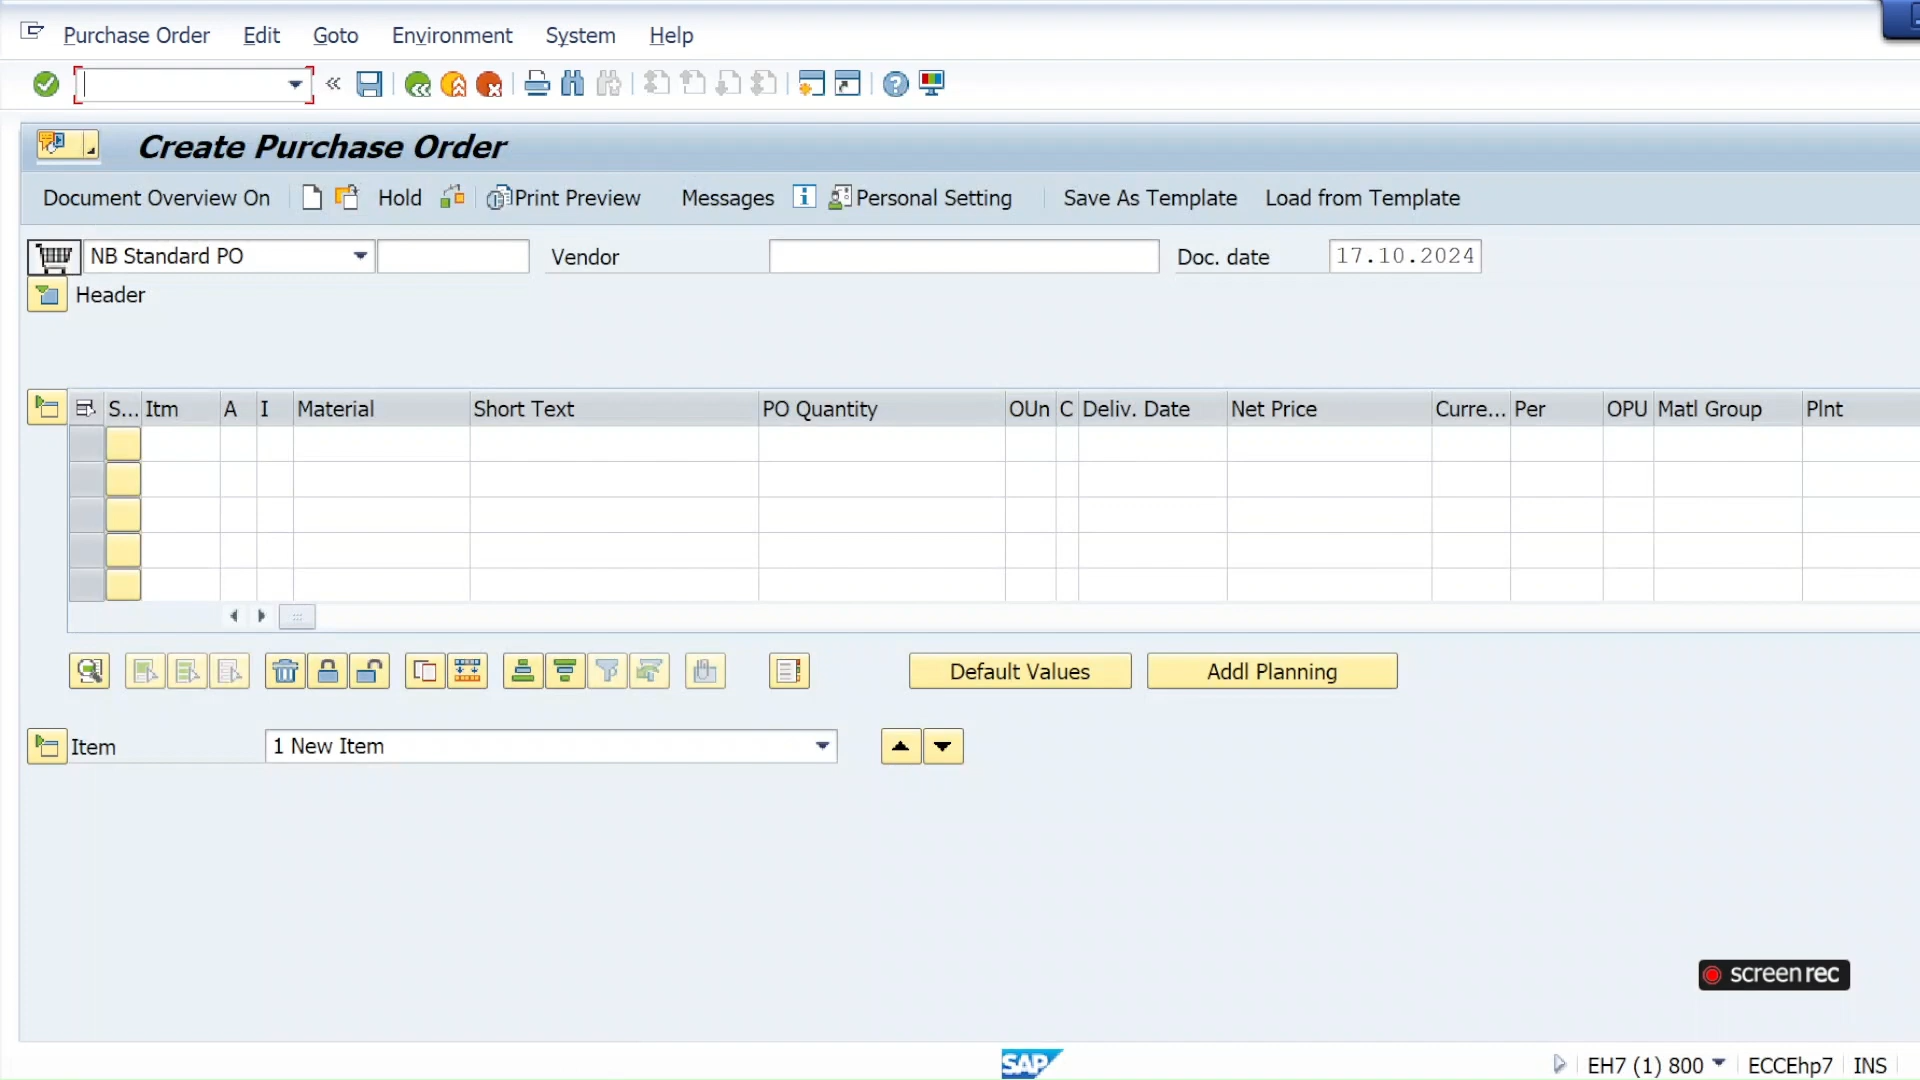 Purchase Order Edit Goto Environment System Help
Create Purchase Order
Document Overview On Hold Print Preview Messages Personal Setting Save As Template Load from Template
NB Standard PO Vendor Doc. date 17.10.2024
Header
S... Itm A I Material Short Text PO Quantity OUn C Deliv. Date Net Price Curre... Per OPU Matl Group Plnt
Default Values Addl Planning
Item 1 New Item
screenrec
SAP EH7 (1) 800 ECCEhp7 INS